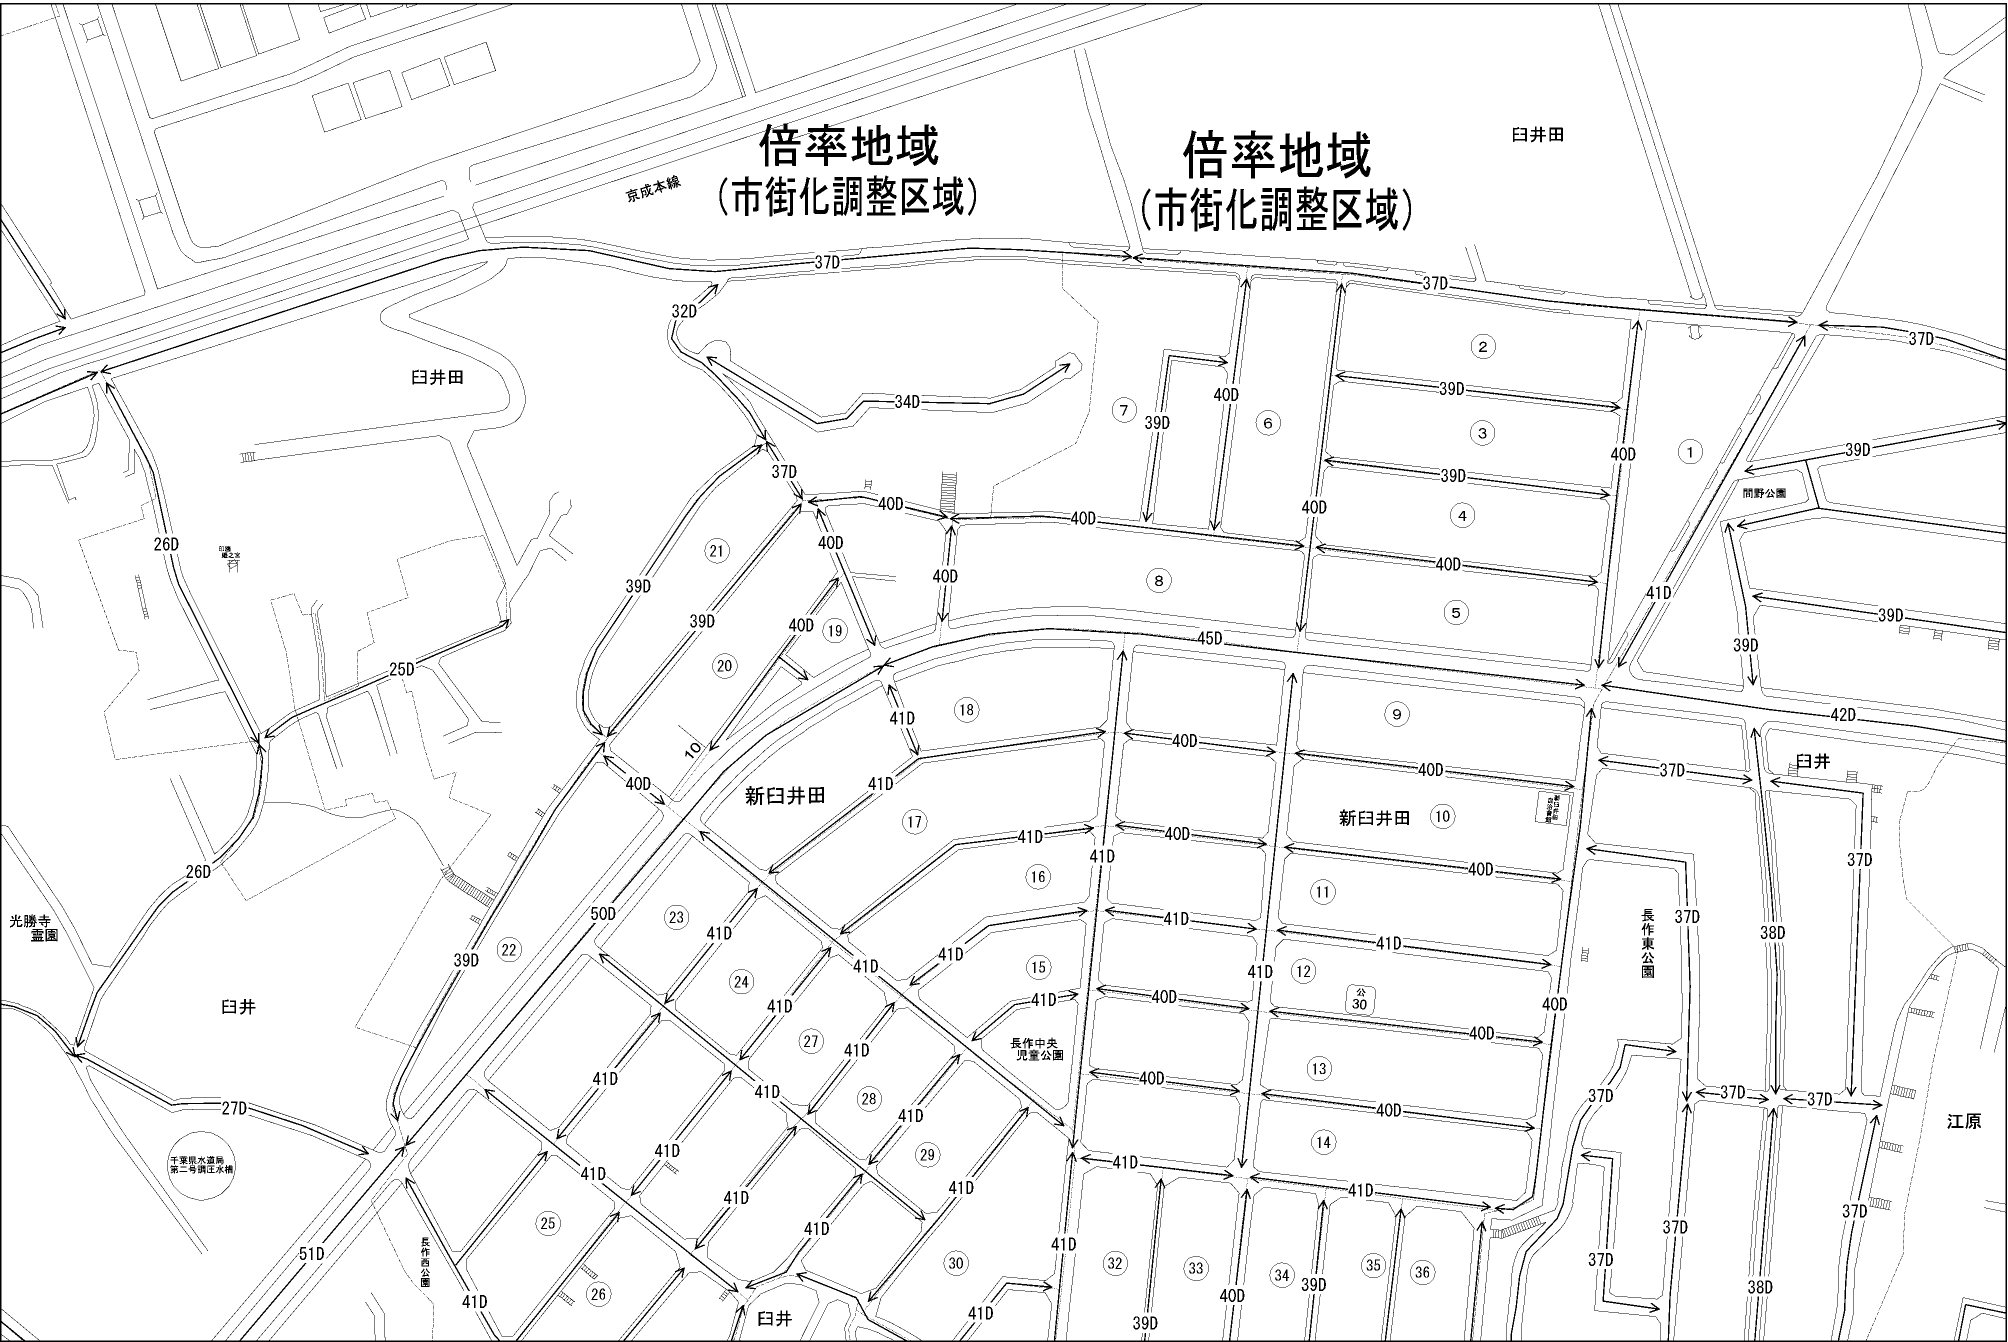 倍率地域
(市街化調整区域)
倍率地域
(市街化調整区域)
臼井田
京成本線
37D
37D
37D
32D
臼井田
34D
2
39D
7
39D
40D
6
3
40D
1
39D
37D
39D
40D
40D
40D
4
39D
間野公園
26D
21
40D
40D
8
40D
39D
39D
40D
19
5
41D
39D
39D
20
45D
25D
18
41D
9
42D
10
40D
40D
41D
新臼井田
40D
37D
臼井
17
41D
40D
新臼井田
10
41D
26D
16
40D
11
37D
37D
光勝寺
霊園
50D
23
41D
41D
41D
38D
長作東公園
39D
22
41D
15
41D
12
24
41D
41D
40D
公
30
40D
40D
臼井
27
41D
長作中央
児童公園
41D
41D
40D
13
37D
27D
28
41D
40D
37D
37D
41D
14
江原
千葉県水道局
第二号調圧水槽
41D
29
41D
41D
25
41D
41D
37D
41D
41D
37D
51D
長作西公園
30
32
33
34
35
36
37D
26
39D
40D
38D
41D
41D
39D
臼井